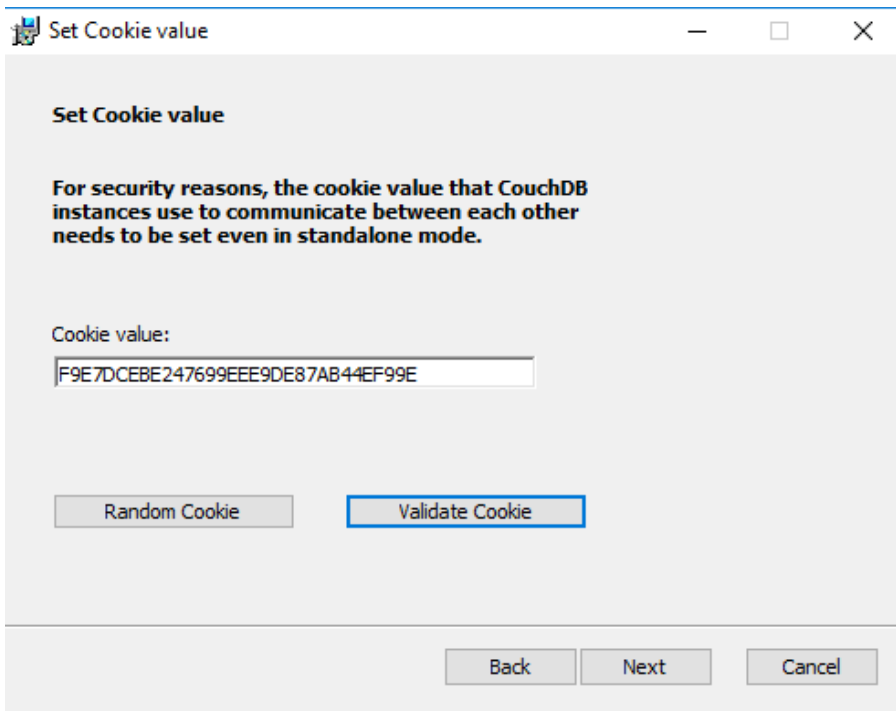 Set Cookie value
Set Cookie value
For security reasons, the cookie value that CouchDB
instances use to communicate between each other
needs to be set even in standalone mode.
Cookie value:
F9E7DCEBE247699EEE9DE87AB44EF99E
Random Cookie Validate Cookie
Back Next Cancel